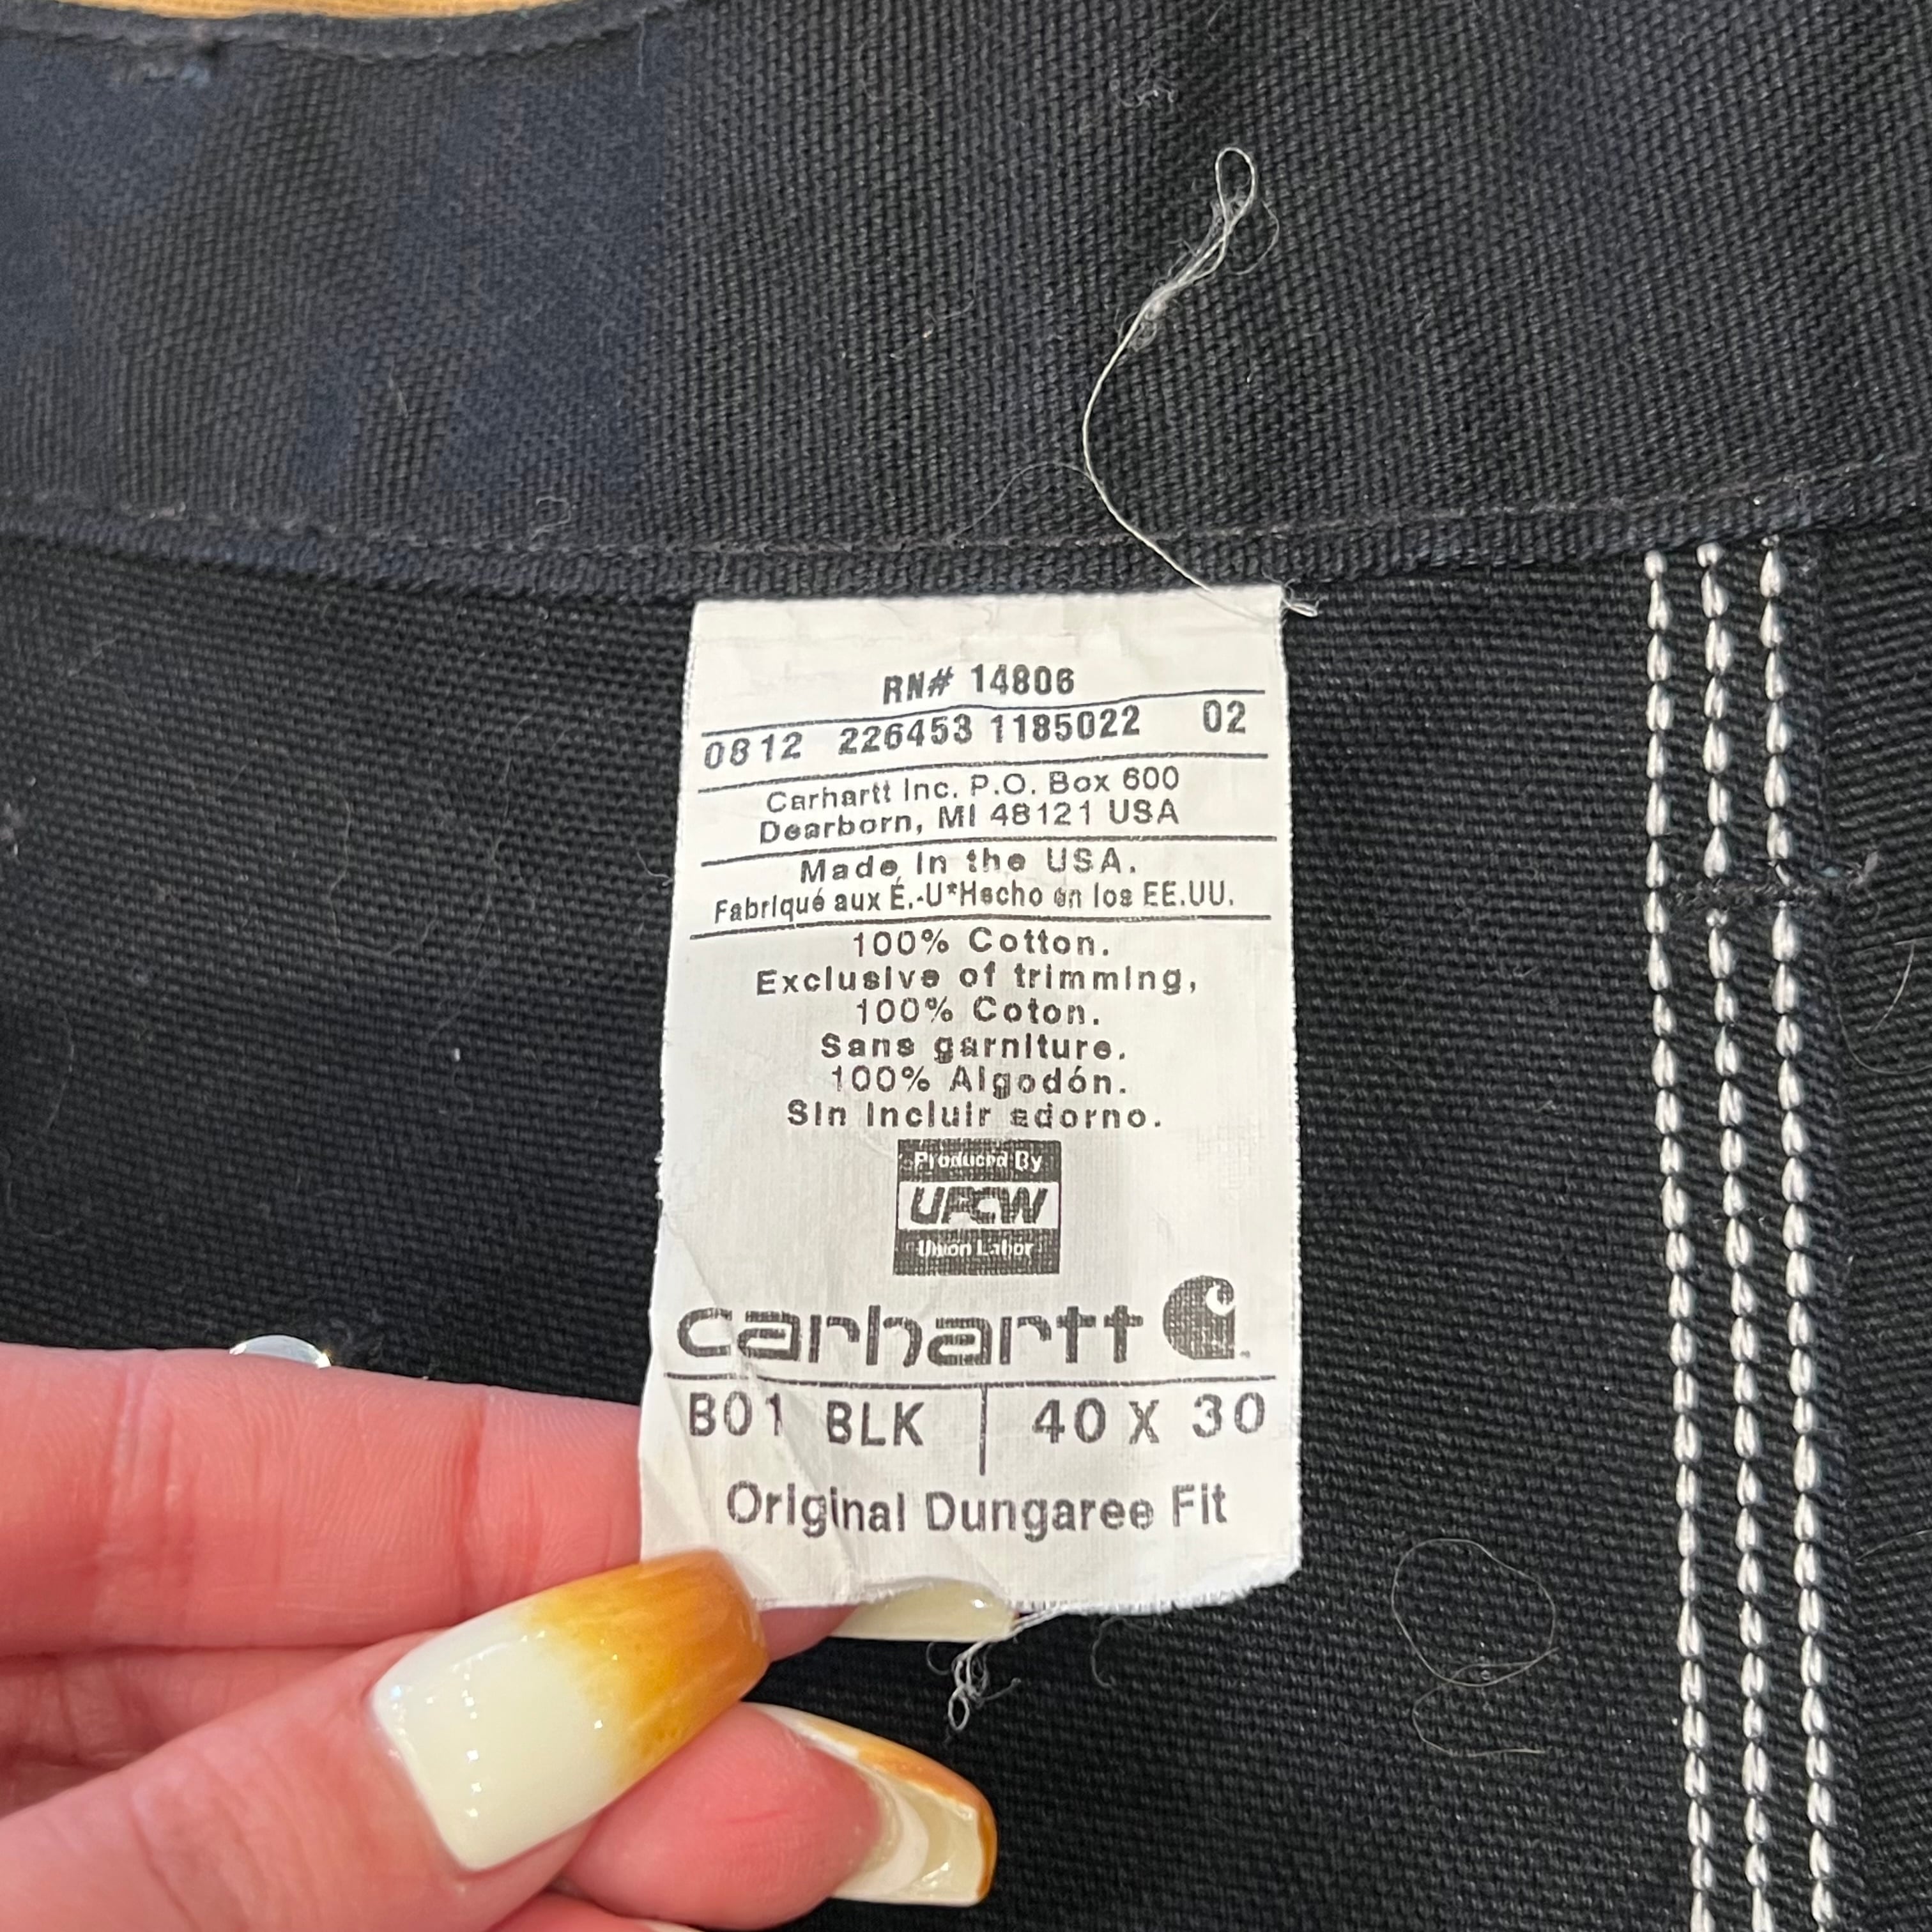 RN# 14806
0812 226453 1185022 02
Carhartt Inc. P.O. Box 600
Dearborn, MI 48121 USA
Made in the USA.
Fabriqué aux É.-U*Hecho en los EE.UU.
100% Cotton.
Exclusive of trimming,
100% Coton.
Sans garniture.
100% Algodón.
Sin incluir adorno.
Produced By
UFCW
Union Labor
carhartt
B01 BLK 40 X 30
Original Dungaree Fit